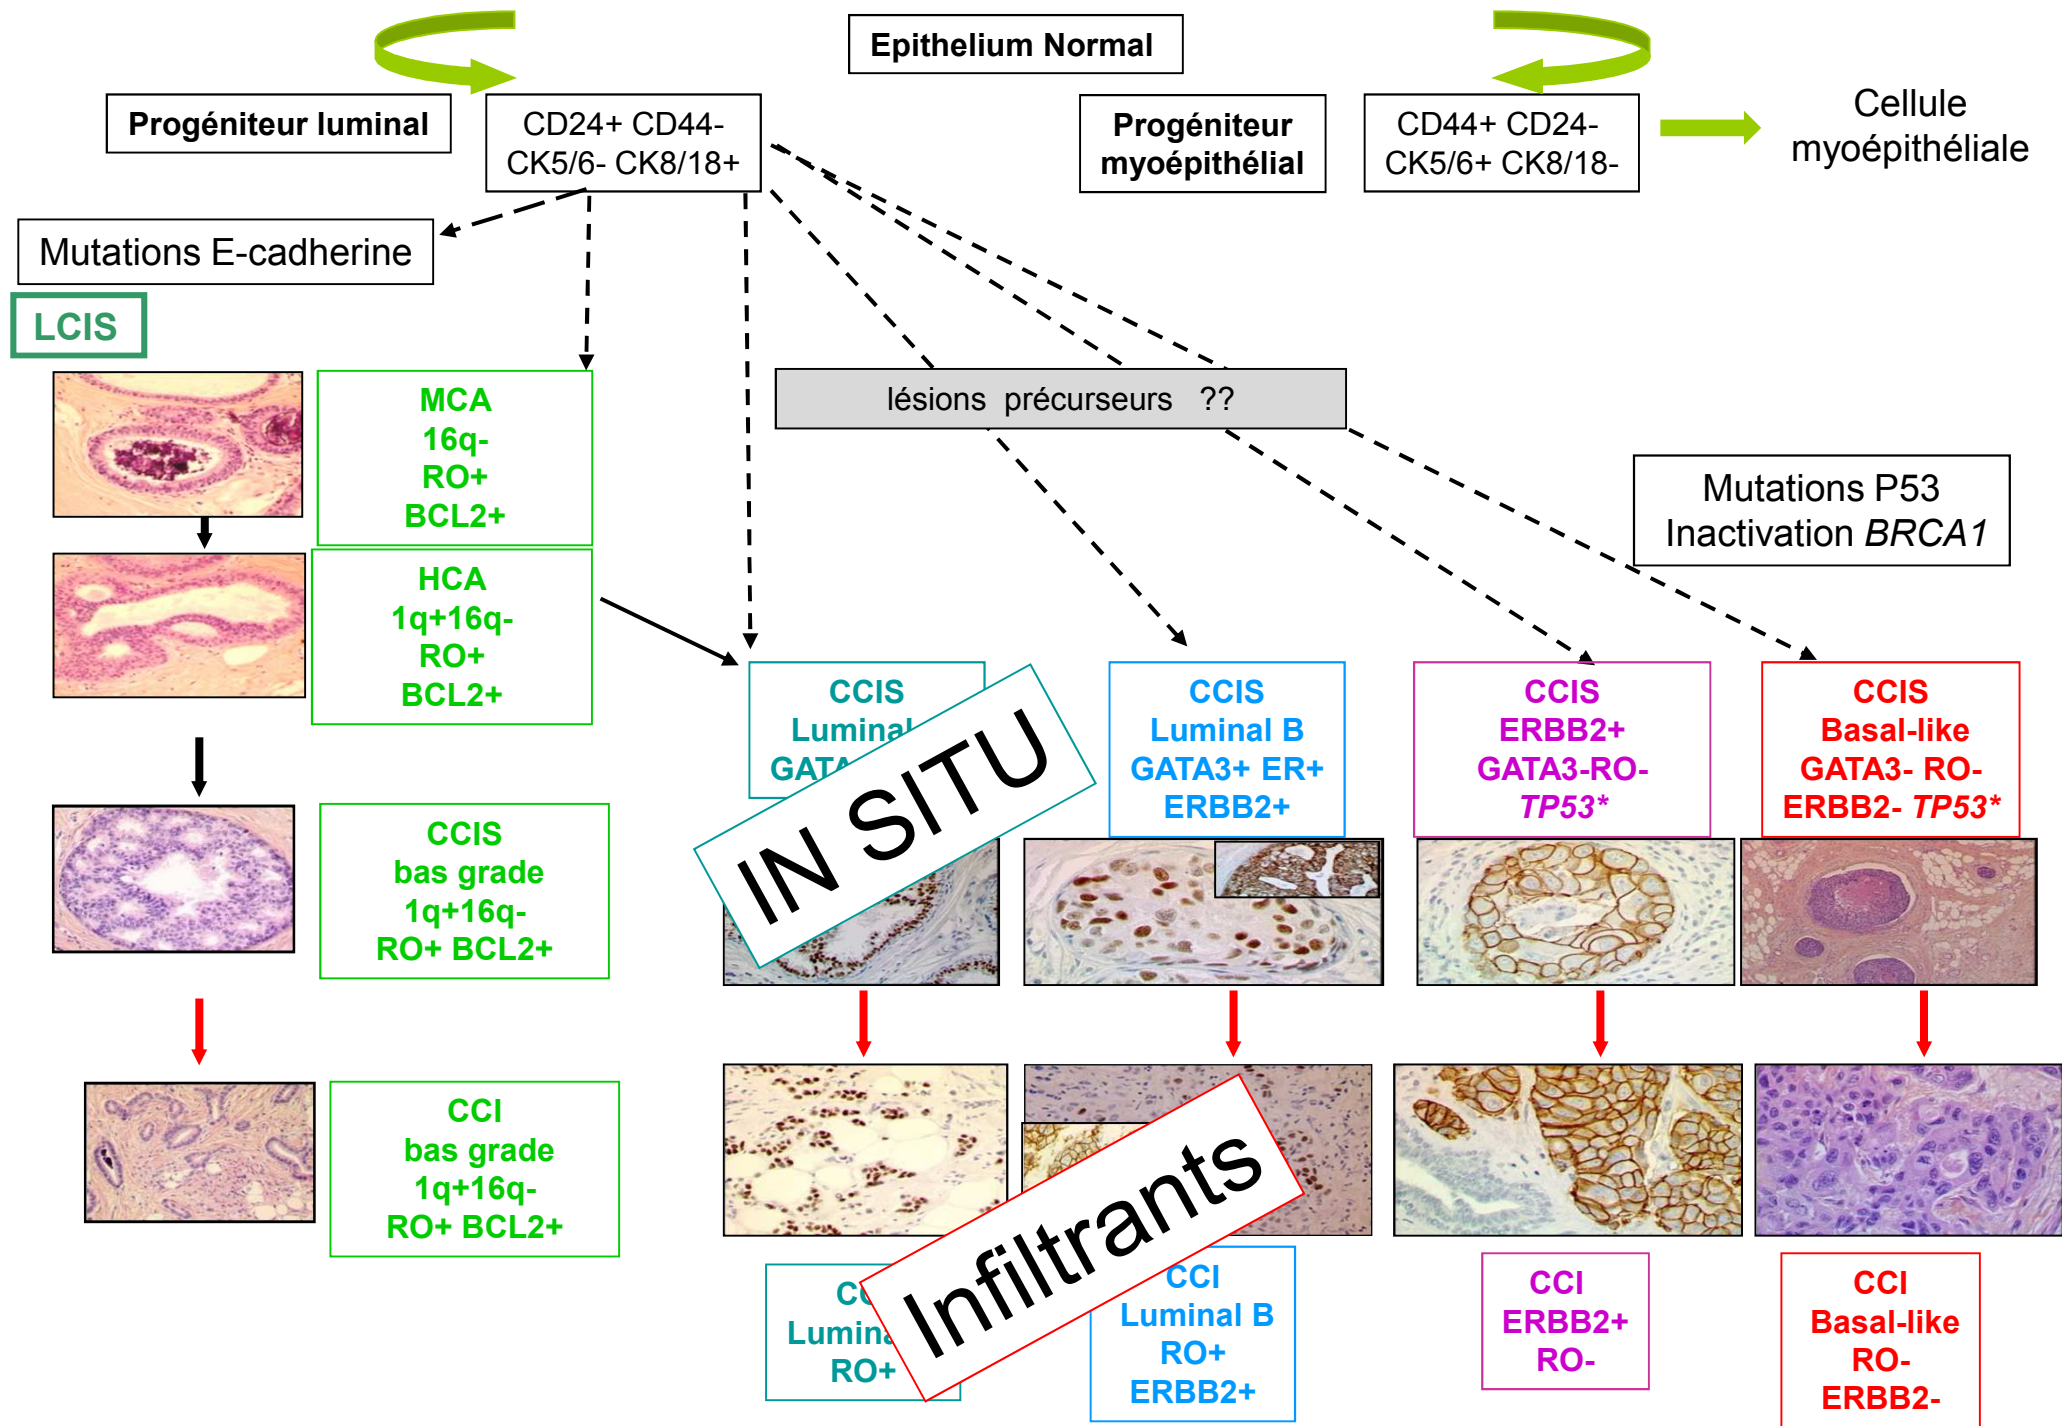 Epithelium Normal
Progéniteur luminal
CD24+ CD44-
CK5/6- CK8/18+
Progéniteur
myoépithélial
CD44+ CD24-
CK5/6+ CK8/18-
Cellule
myoépithéliale
Mutations E-cadherine
LCIS
MCA
16q-
RO+
BCL2+
lésions précurseurs ??
Mutations P53
Inactivation BRCA1
HCA
1q+16q-
RO+
BCL2+
CCIS
Luminal
IN SITU
CCIS
Luminal B
GATA3+ ER+
ERBB2+
CCIS
ERBB2+
GATA3-RO-
TP53*
CCIS
Basal-like
GATA3- RO-
ERBB2- TP53*
CCIS
bas grade
1q+16q-
RO+ BCL2+
CCI
bas grade
1q+16q-
RO+ BCL2+
Infiltrants
RO+
CCI
Luminal B
RO+
ERBB2+
CCI
ERBB2+
RO-
CCI
Basal-like
RO-
ERBB2-